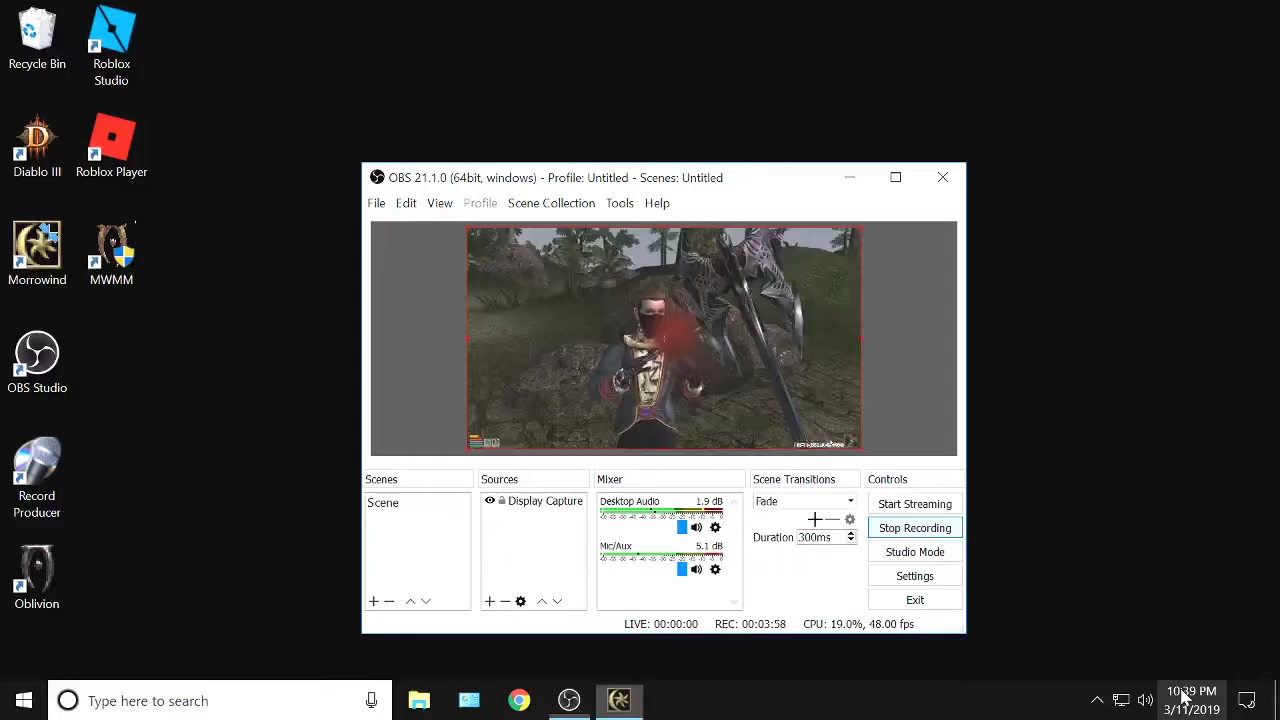 Recycle Bin
Roblox
Studio
Diablo III
Roblox Player
Morrowind
MWMM
OBS Studio
Record
Producer
Oblivion
OBS 21.1.0 (64bit, windows) - Profile: Untitled - Scenes: Untitled
File Edit View Profile Scene Collection Tools Help
Scenes Sources Mixer Scene Transitions Controls
Scene
Display Capture
Desktop Audio 1.9 dB
Mic/Aux 5.1 dB
Fade
Duration 300ms
Start Streaming
Stop Recording
Studio Mode
Settings
Exit
LIVE: 00:00:00 REC: 00:03:58 CPU: 19.0%, 48.00 fps
Type here to search
10:39 PM
3/11/2019